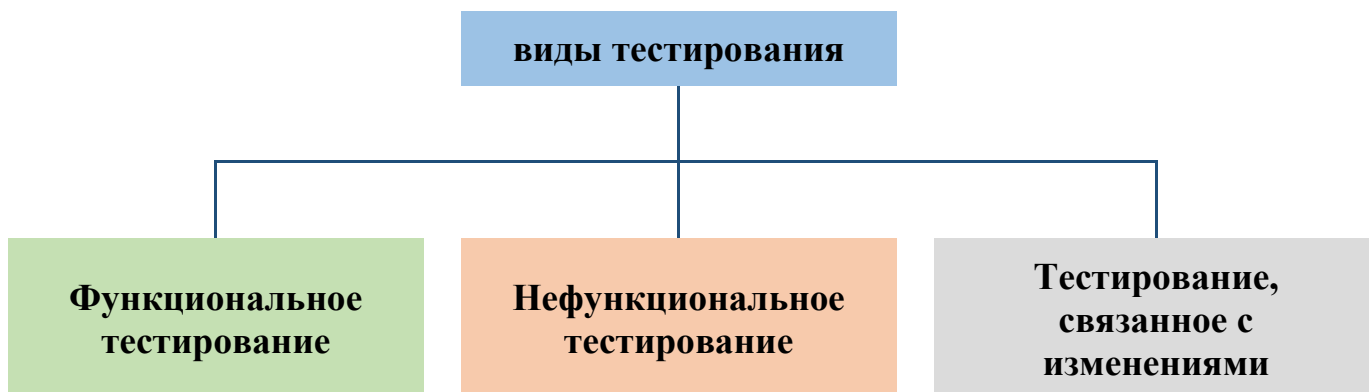 виды тестирования
Функциональное
тестирование
Нефункциональное
тестирование
Тестирование,
связанное с
изменениями